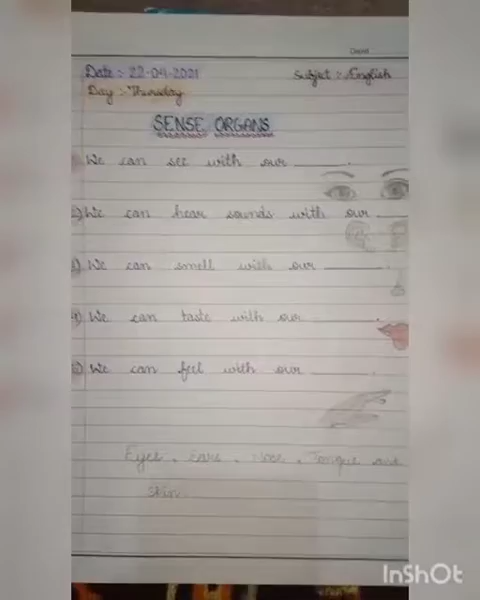 Date
Date :- 22-04-2021 Subject :- English
Day :- Thursday
SENSE ORGANS
We can see with our ______.
2) We can hear sounds with our ____
3) We can smell with our ______.
4) We can taste with our ______.
5) We can feel with our ______.
Eyes, Ears, Nose, Tongue and
skin
InShOt